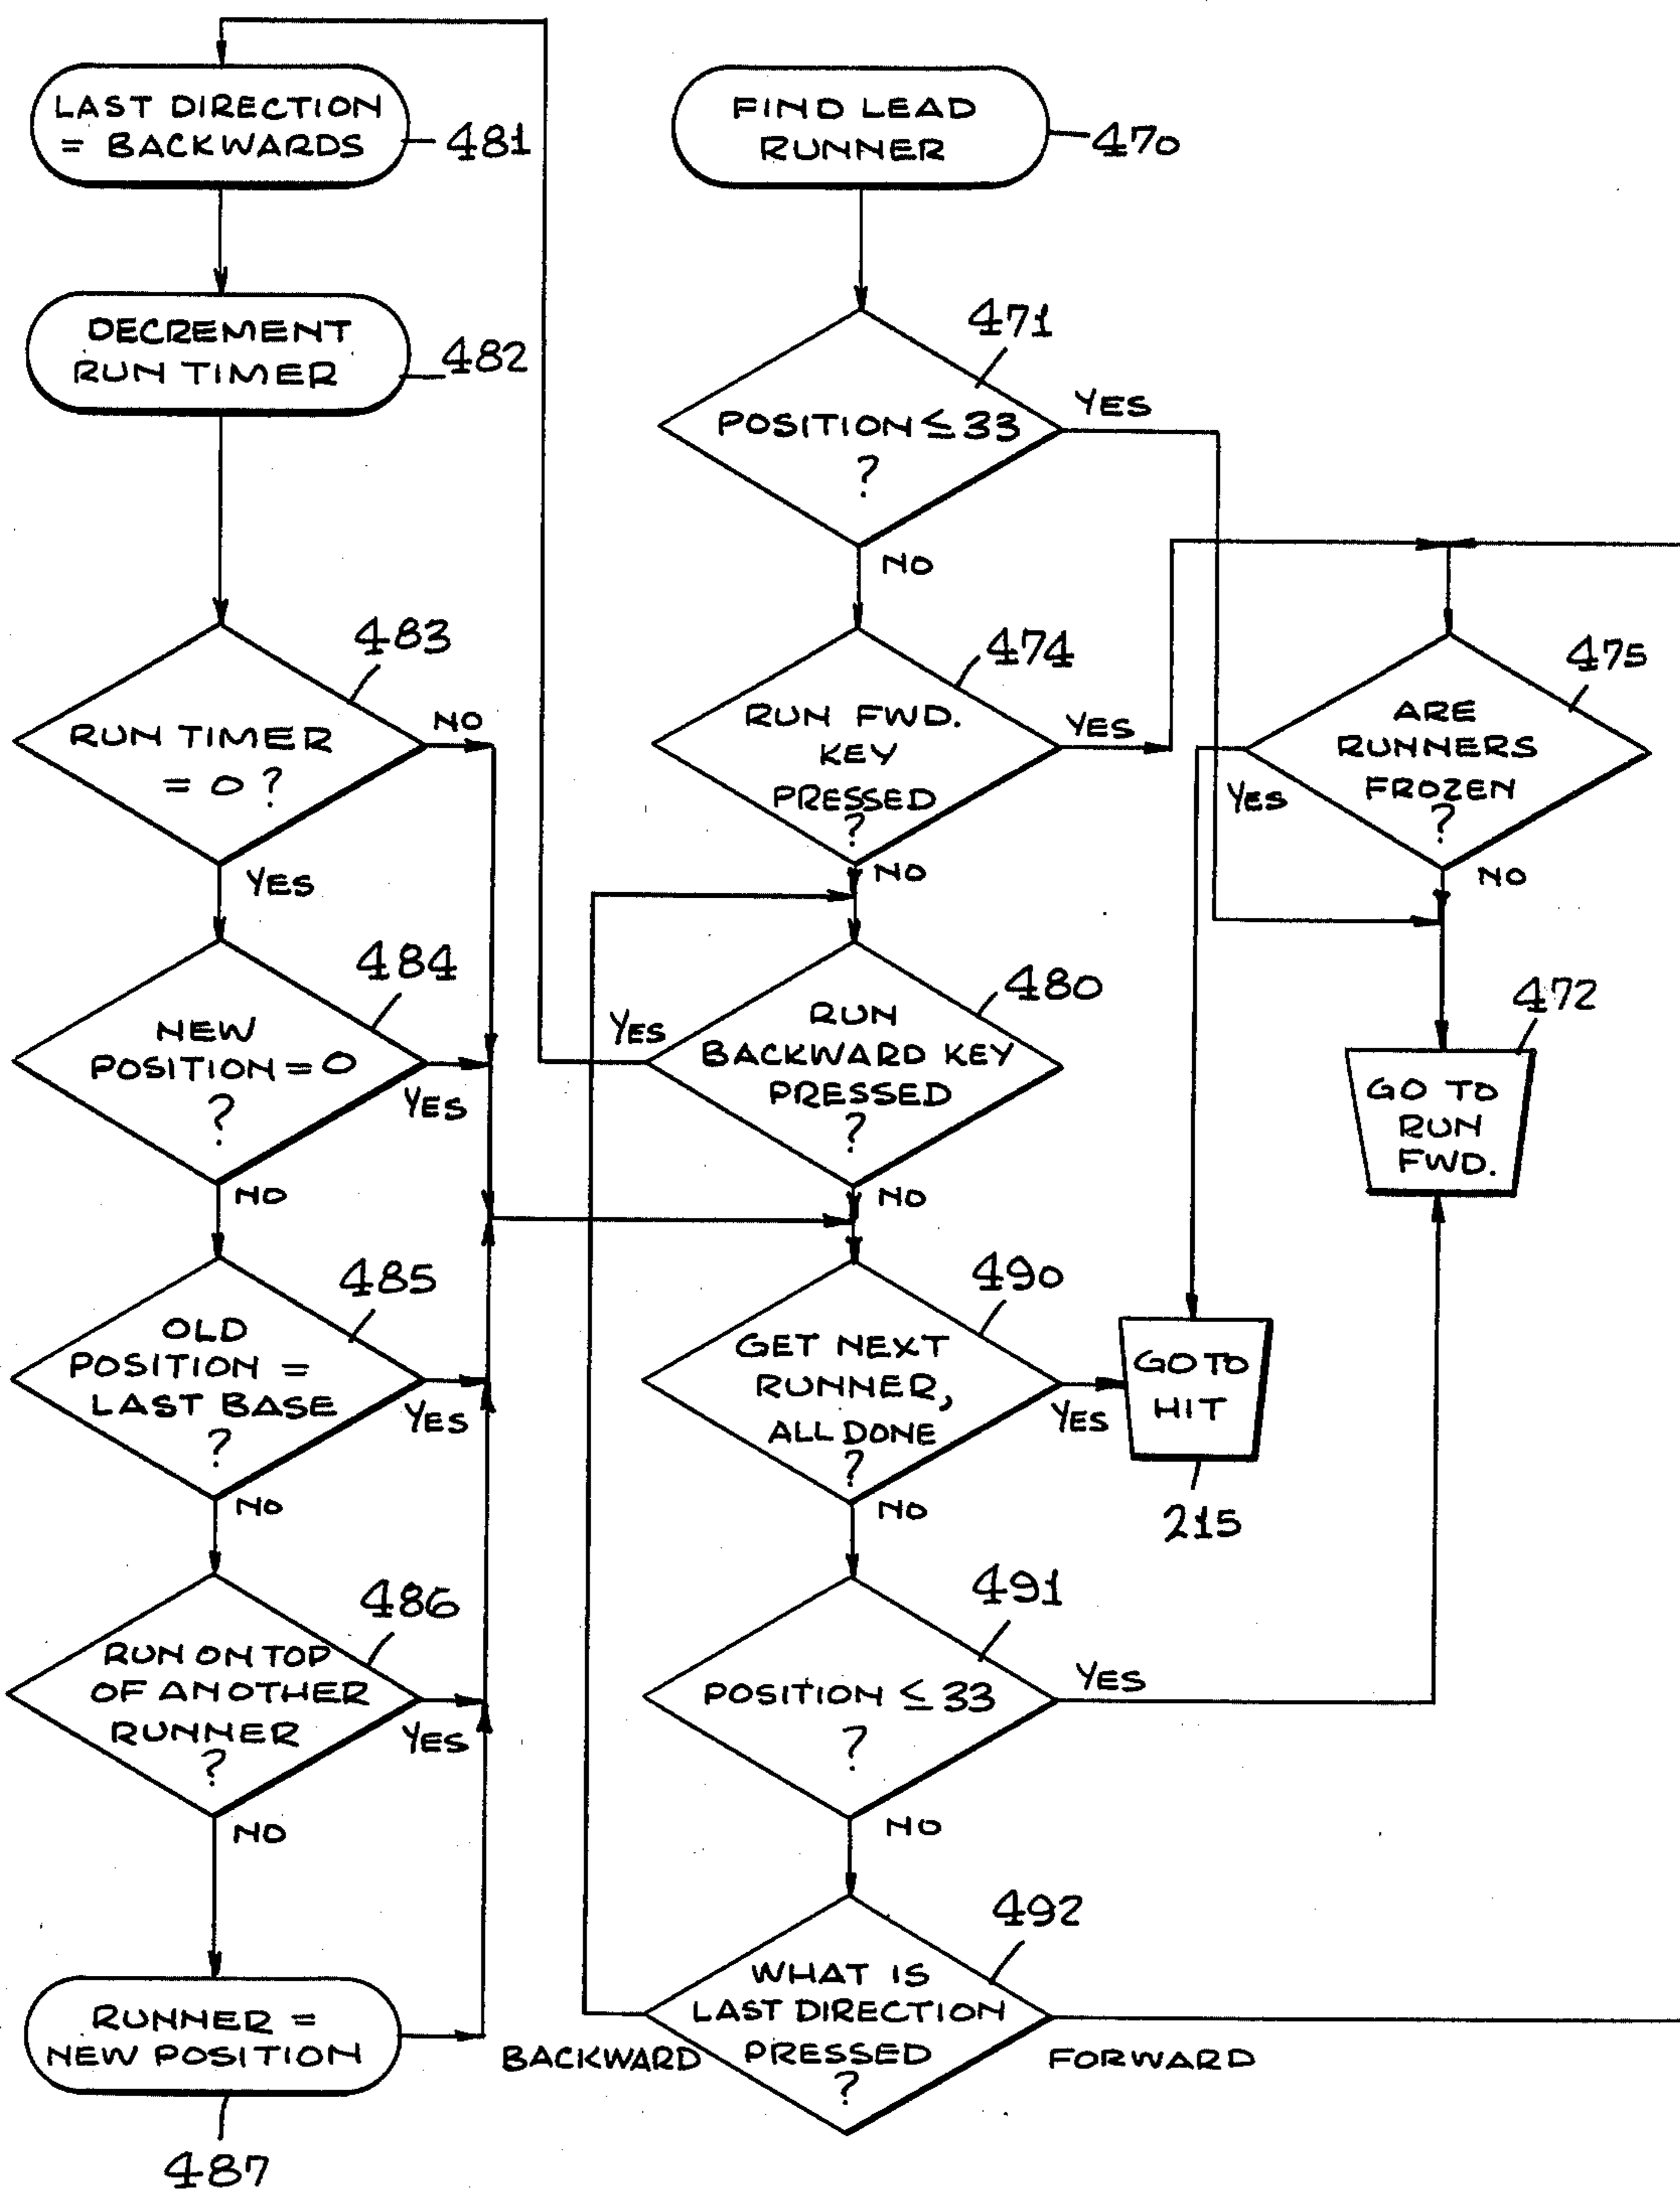 LAST DIRECTION
= BACKWARDS
481
DECREMENT
RUN TIMER
482
483
RUN TIMER
= 0 ?
NO
YES
484
NEW
POSITION = 0
?
YES
NO
485
OLD
POSITION =
LAST BASE
?
YES
NO
486
RUN ON TOP
OF ANOTHER
RUNNER
?
YES
NO
RUNNER =
NEW POSITION
487
FIND LEAD
RUNNER
470
471
POSITION ≤ 33
?
YES
NO
474
RUN FWD.
KEY
PRESSED
?
YES
NO
480
RUN
BACKWARD KEY
PRESSED
?
YES
NO
490
GET NEXT
RUNNER,
ALL DONE
?
YES
NO
491
POSITION ≤ 33
?
YES
NO
492
WHAT IS
LAST DIRECTION
PRESSED
?
BACKWARD
FORWARD
475
ARE
RUNNERS
FROZEN
?
YES
NO
472
GO TO
RUN
FWD.
GO TO
HIT
215